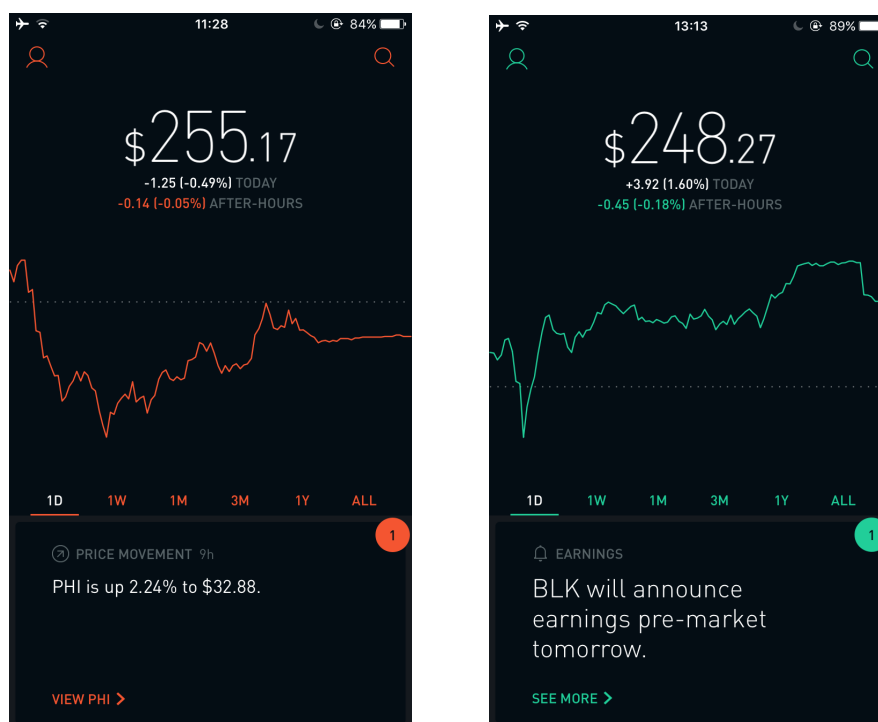 11:28
84%
$255.17
-1.25 (-0.49%) TODAY
-0.14 (-0.05%) AFTER-HOURS
1D 1W 1M 3M 1Y ALL
1
PRICE MOVEMENT 9h
PHI is up 2.24% to $32.88.
VIEW PHI
13:13
89%
$248.27
+3.92 (1.60%) TODAY
-0.45 (-0.18%) AFTER-HOURS
1D 1W 1M 3M 1Y ALL
1
EARNINGS
BLK will announce
earnings pre-market
tomorrow.
SEE MORE